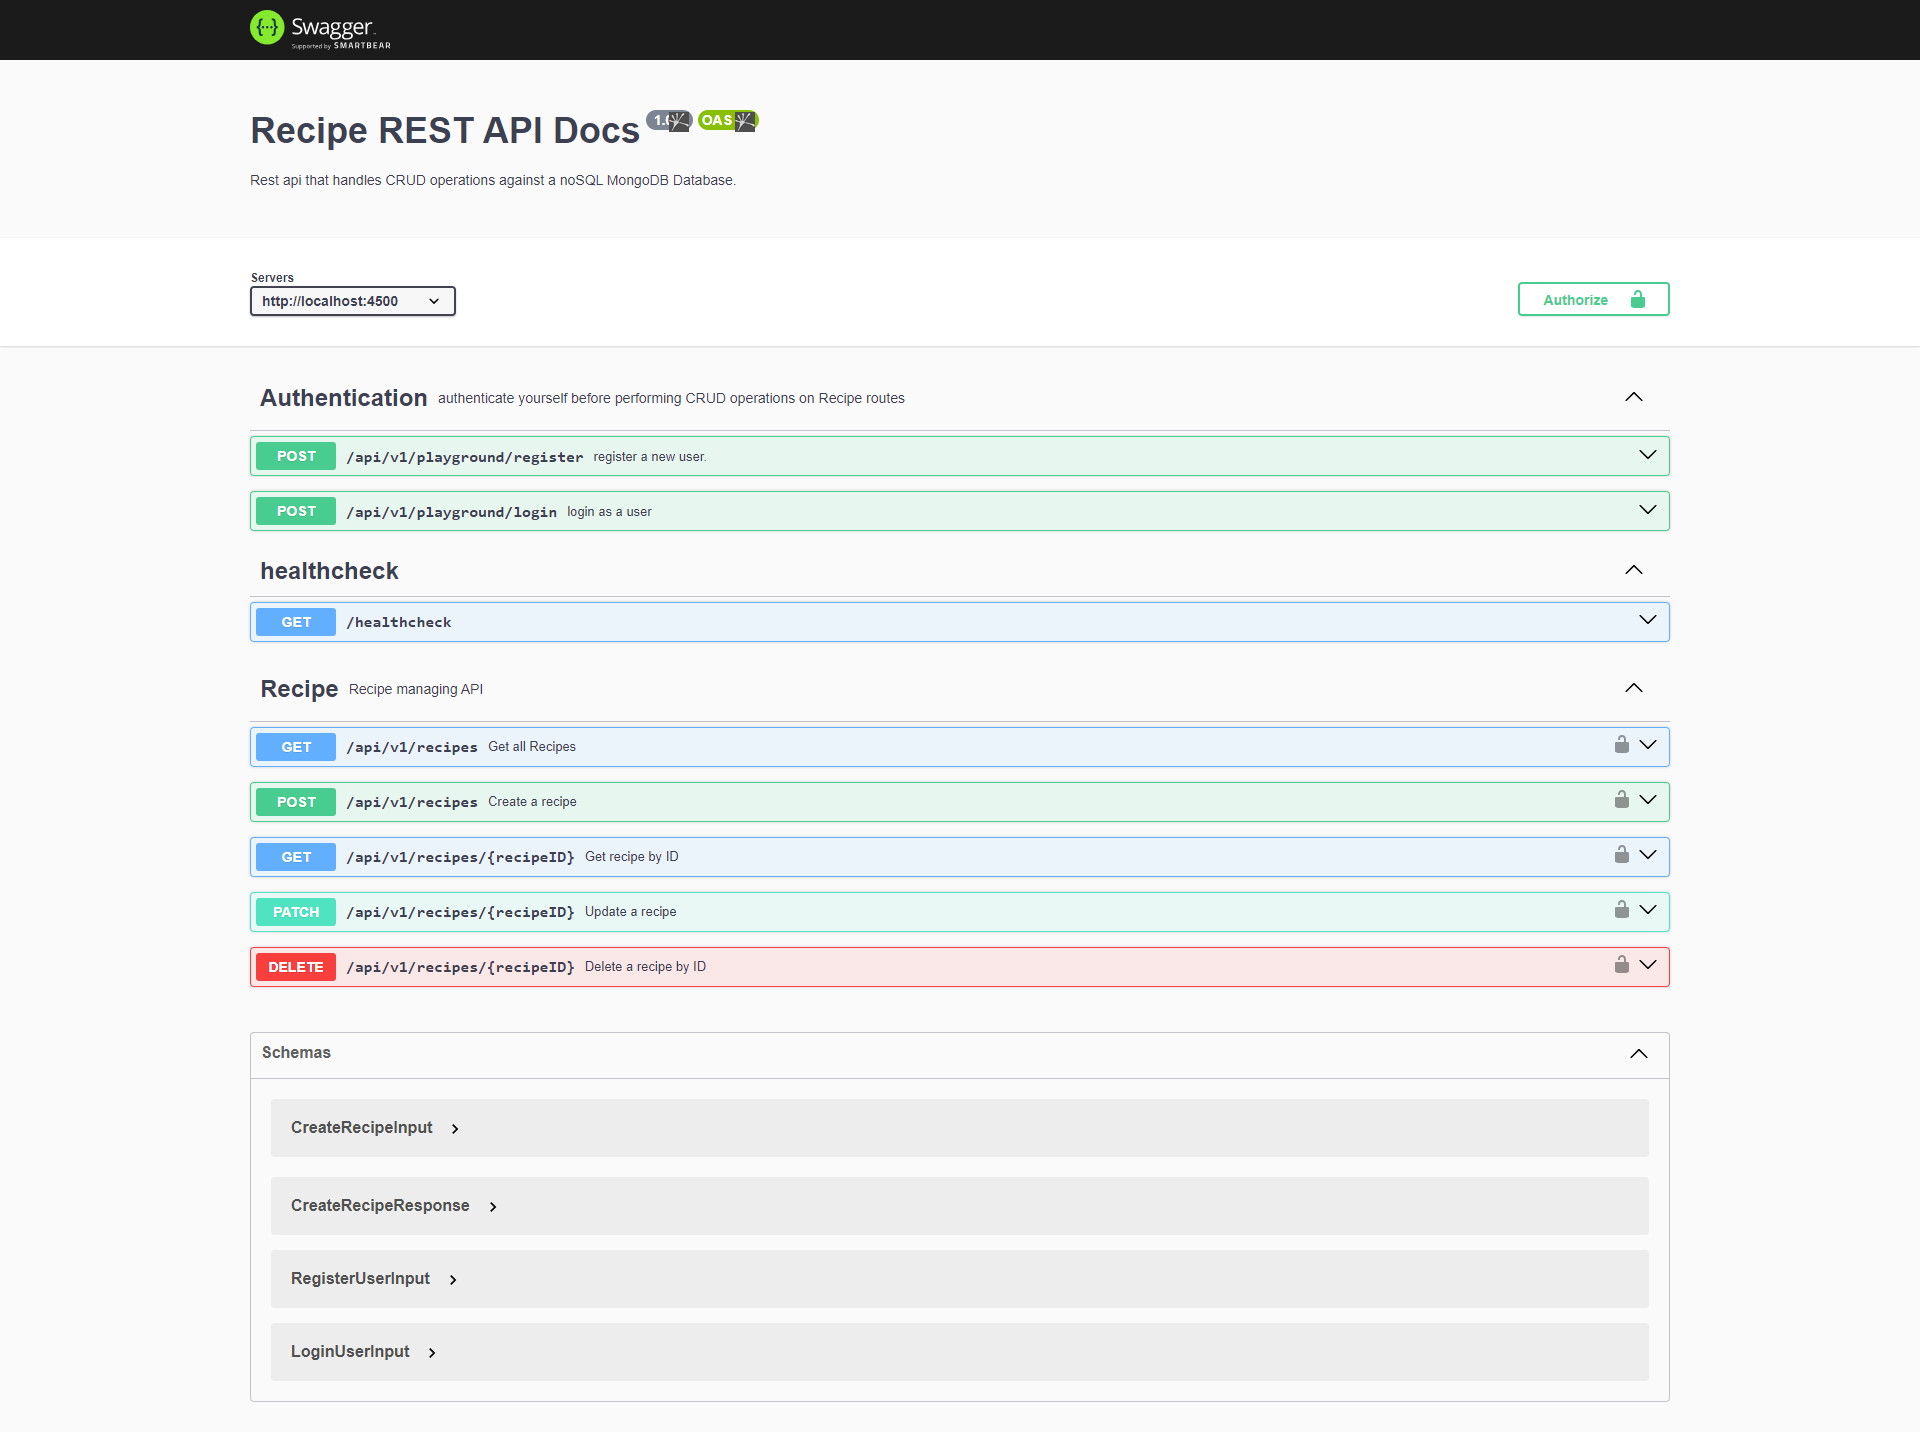 Swagger
Supported by SMARTBEAR
Recipe REST API Docs
OAS
Rest api that handles CRUD operations against a noSQL MongoDB Database.
Servers
http://localhost:4500
Authorize
Authentication authenticate yourself before performing CRUD operations on Recipe routes
POST /api/v1/playground/register register a new user.
POST /api/v1/playground/login login as a user
healthcheck
GET /healthcheck
Recipe Recipe managing API
GET /api/v1/recipes Get all Recipes
POST /api/v1/recipes Create a recipe
GET /api/v1/recipes/{recipeID} Get recipe by ID
PATCH /api/v1/recipes/{recipeID} Update a recipe
DELETE /api/v1/recipes/{recipeID} Delete a recipe by ID
Schemas
CreateRecipeInput
CreateRecipeResponse
RegisterUserInput
LoginUserInput